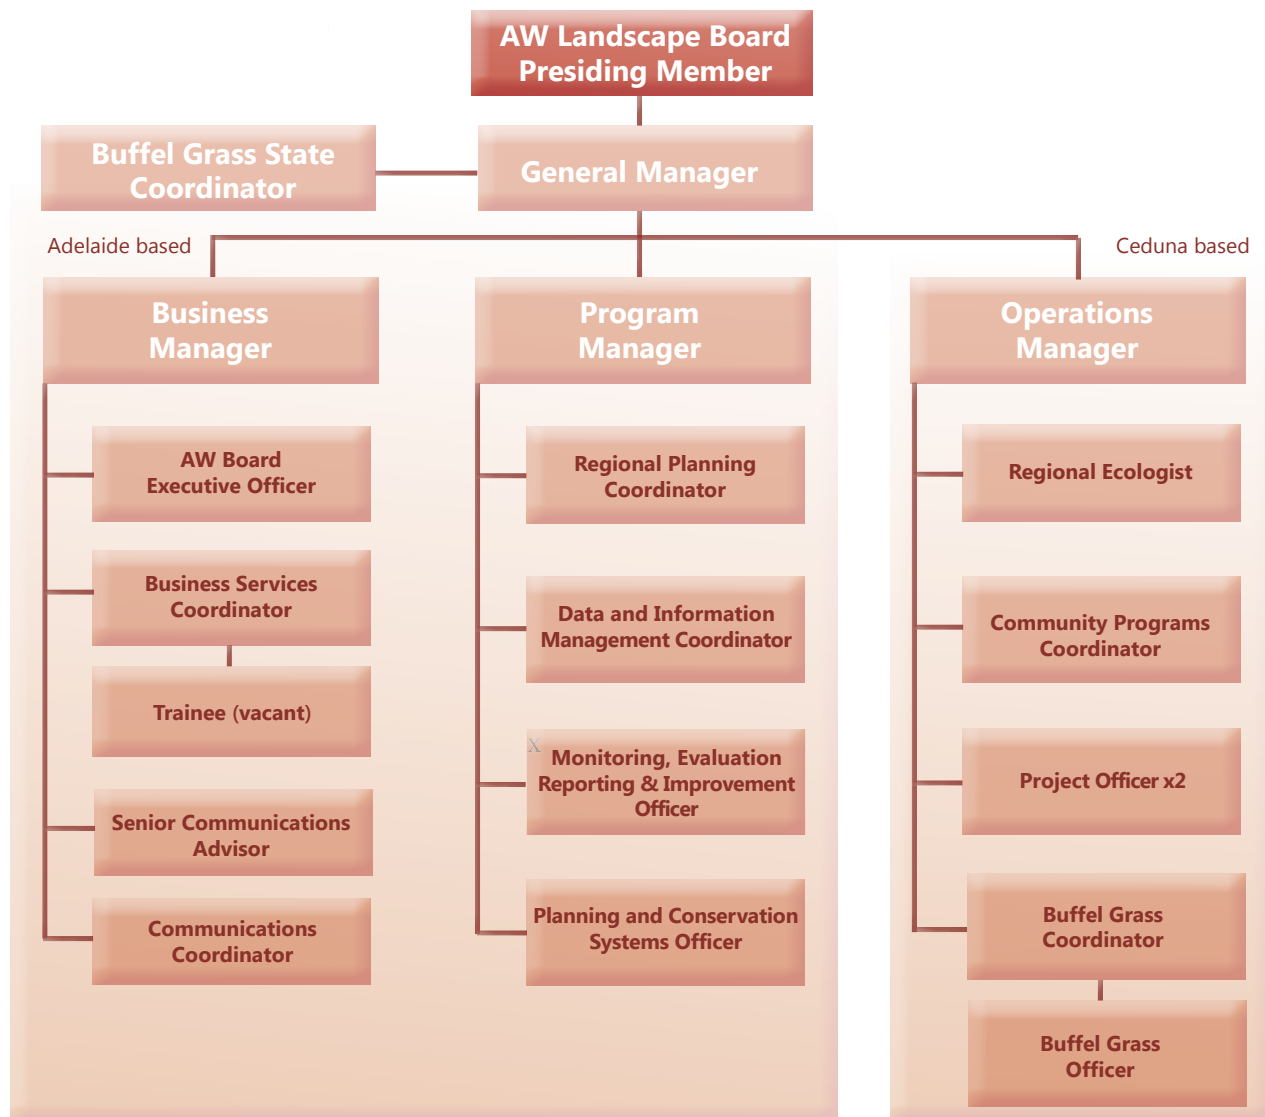 AW Landscape Board
Presiding Member
Buffel Grass State
Coordinator
General Manager
Adelaide based
Ceduna based
Business
Manager
AW Board
Executive Officer
Business Services
Coordinator
Trainee (vacant)
Senior Communications
Advisor
Communications
Coordinator
Program
Manager
Regional Planning
Coordinator
Data and Information
Management Coordinator
X
Monitoring, Evaluation
Reporting & Improvement
Officer
Planning and Conservation
Systems Officer
Operations
Manager
Regional Ecologist
Community Programs
Coordinator
Project Officer x2
Buffel Grass
Coordinator
Buffel Grass
Officer